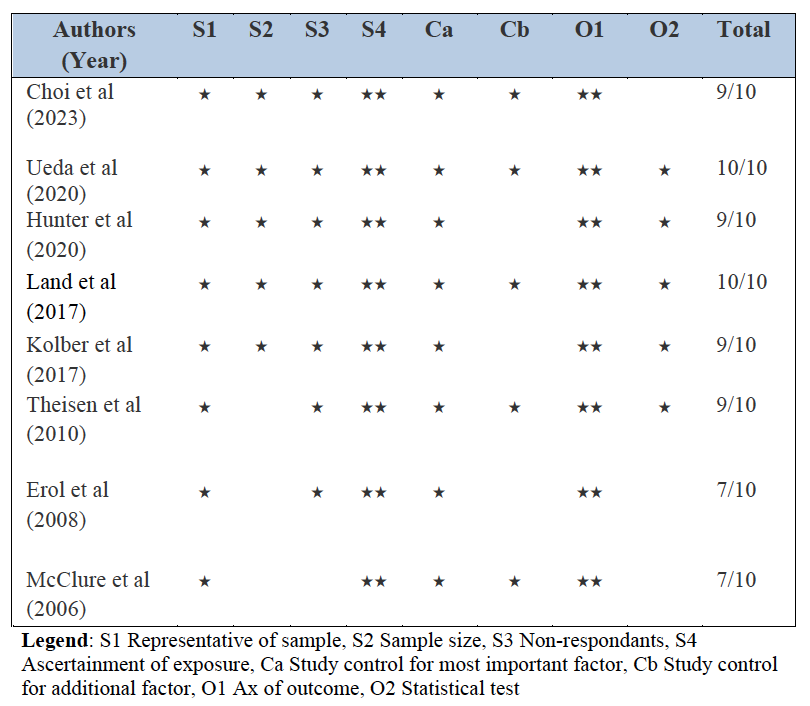 Authors (Year) S1 S2 S3 S4 Ca Cb O1 O2 Total
Choi et al (2023) ★ ★ ★ ★★ ★ ★ ★★ 9/10
Ueda et al (2020) ★ ★ ★ ★★ ★ ★ ★★ ★ 10/10
Hunter et al (2020) ★ ★ ★ ★★ ★ ★★ ★ 9/10
Land et al (2017) ★ ★ ★ ★★ ★ ★ ★★ ★ 10/10
Kolber et al (2017) ★ ★ ★ ★★ ★ ★★ ★ 9/10
Theisen et al (2010) ★ ★ ★★ ★ ★ ★★ ★ 9/10
Erol et al (2008) ★ ★ ★★ ★ ★★ 7/10
McClure et al (2006) ★ ★★ ★ ★ ★★ 7/10
Legend: S1 Representative of sample, S2 Sample size, S3 Non-respondants, S4
Ascertainment of exposure, Ca Study control for most important factor, Cb Study control
for additional factor, O1 Ax of outcome, O2 Statistical test